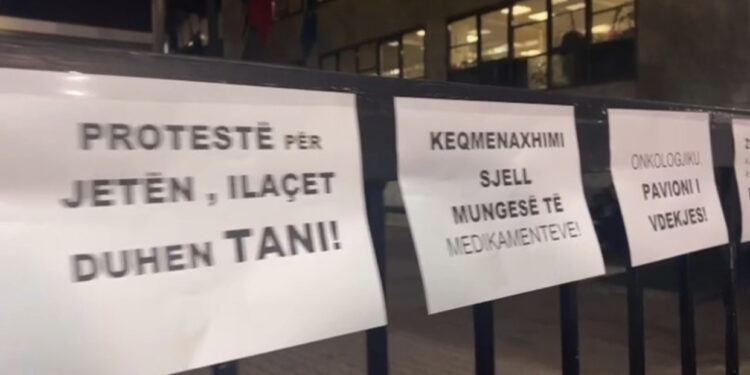 PROTESTË PËR
JETËN , ILAÇET
DUHEN TANI!
KEQMENAXHIMI
SJELL
MUNGESË TË
MEDIKAMENTEVE!
ONKOLOGJIKU,
PAVIONI I
VDEKJES!